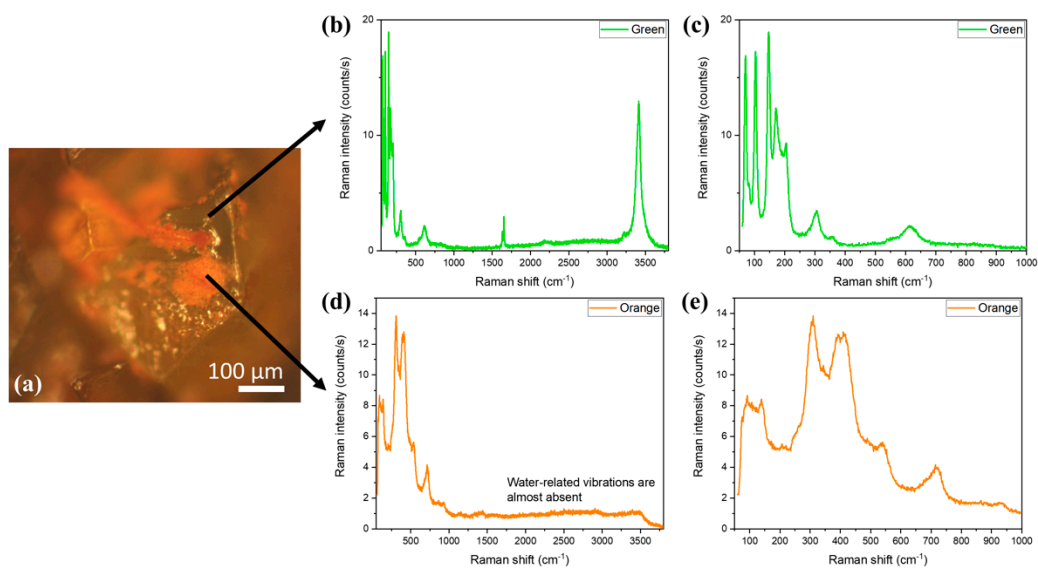 (a)
100 µm
(b)
Green
Raman intensity (counts/s)
20
10
0
500 1000 1500 2000 2500 3000 3500
Raman shift (cm⁻¹)
(c)
Green
Raman intensity (counts/s)
20
10
0
100 200 300 400 500 600 700 800 900 1000
Raman shift (cm⁻¹)
(d)
Orange
Raman intensity (counts/s)
14
12
10
8
6
4
2
0
Water-related vibrations are
almost absent
500 1000 1500 2000 2500 3000 3500
Raman shift (cm⁻¹)
(e)
Orange
Raman intensity (counts/s)
14
12
10
8
6
4
2
0
100 200 300 400 500 600 700 800 900 1000
Raman shift (cm⁻¹)